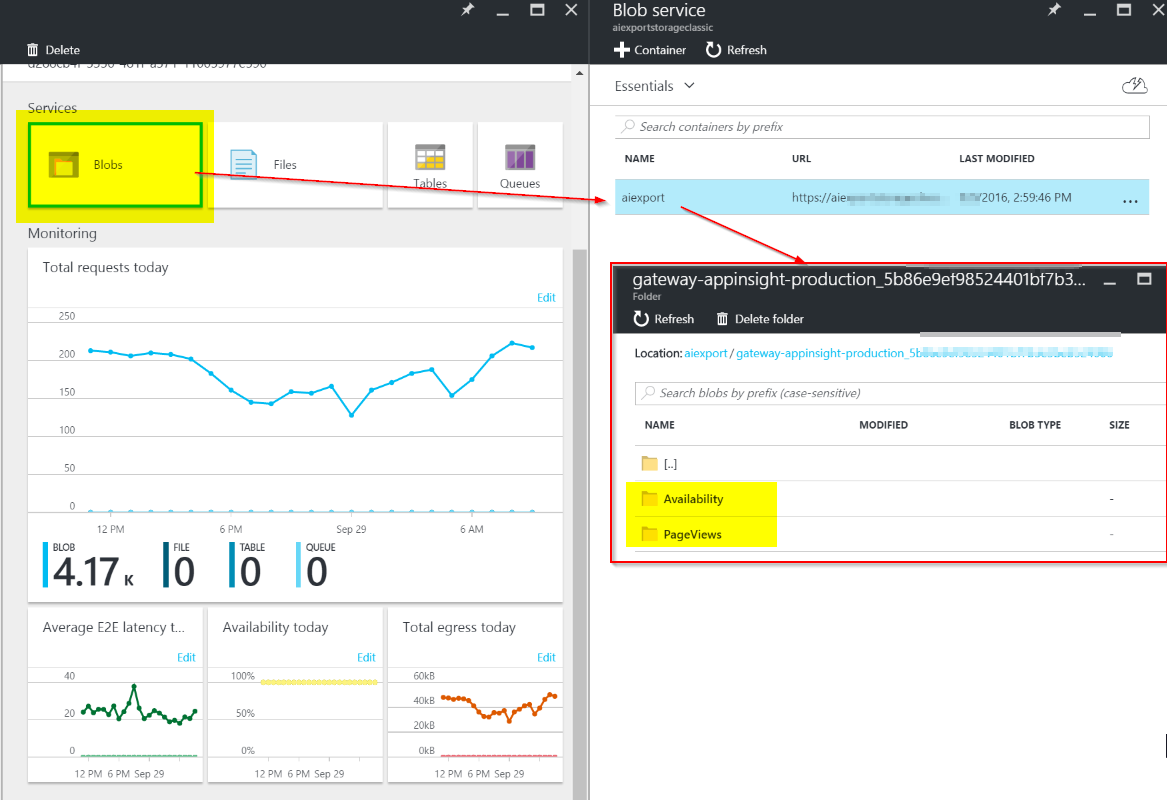 Delete
Services
Blobs
Files
Tables
Queues
Monitoring
Total requests today
Edit
250
200
150
100
50
0
12 PM
6 PM
Sep 29
6 AM
BLOB
4.17 K
FILE
0
TABLE
0
QUEUE
0
Average E2E latency t...
Edit
40
20
0
12 PM 6 PM Sep 29
Availability today
Edit
100%
50%
0%
12 PM 6 PM Sep 29
Total egress today
Edit
60kB
40kB
20kB
0kB
12 PM 6 PM Sep 29
Blob service
aiexportstorageclassic
Container
Refresh
Essentials
Search containers by prefix
NAME URL LAST MODIFIED
aiexport https://aie /2016, 2:59:46 PM ...
gateway-appinsight-production_5b86e9ef98524401bf7b3...
Folder
Refresh
Delete folder
Location: aiexport / gateway-appinsight-production_5b
Search blobs by prefix (case-sensitive)
NAME MODIFIED BLOB TYPE SIZE
[..]
Availability -
PageViews -